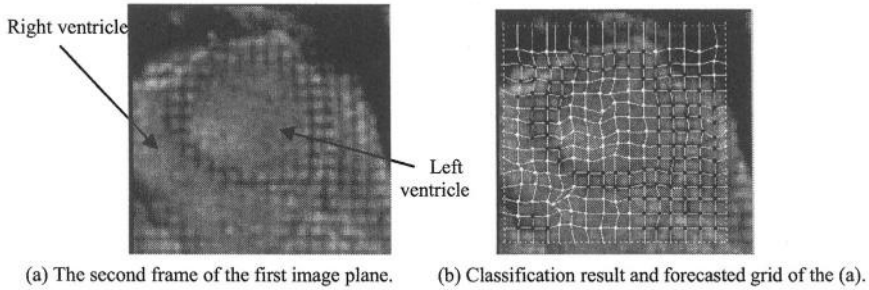 Right ventricle
Left
ventricle
(a) The second frame of the first image plane.
(b) Classification result and forecasted grid of the (a).